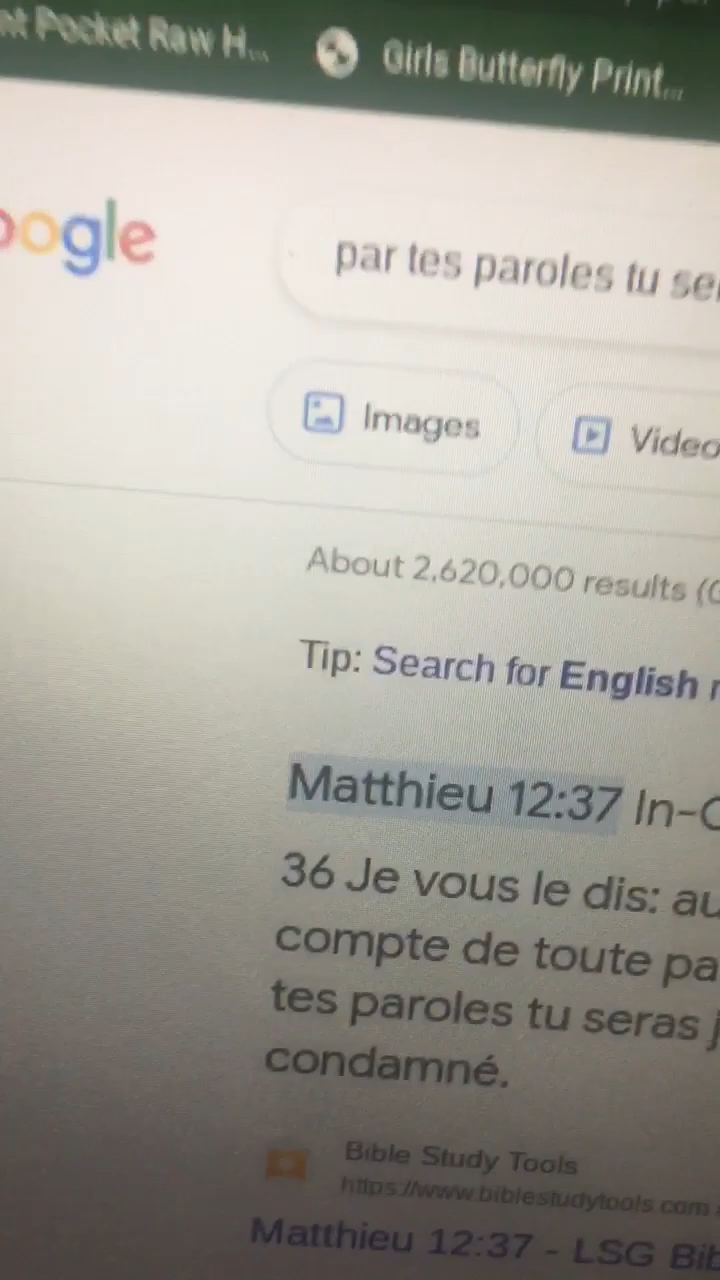 nt Pocket Raw H... Girls Butterfly Print...
oogle par tes paroles tu se
Images Video
About 2,620,000 results (0
Tip: Search for English r
Matthieu 12:37 In-C
36 Je vous le dis: au
compte de toute pa
tes paroles tu seras j
condamné.
Bible Study Tools
https://www.biblestudytools.com
Matthieu 12:37 - LSG Bib